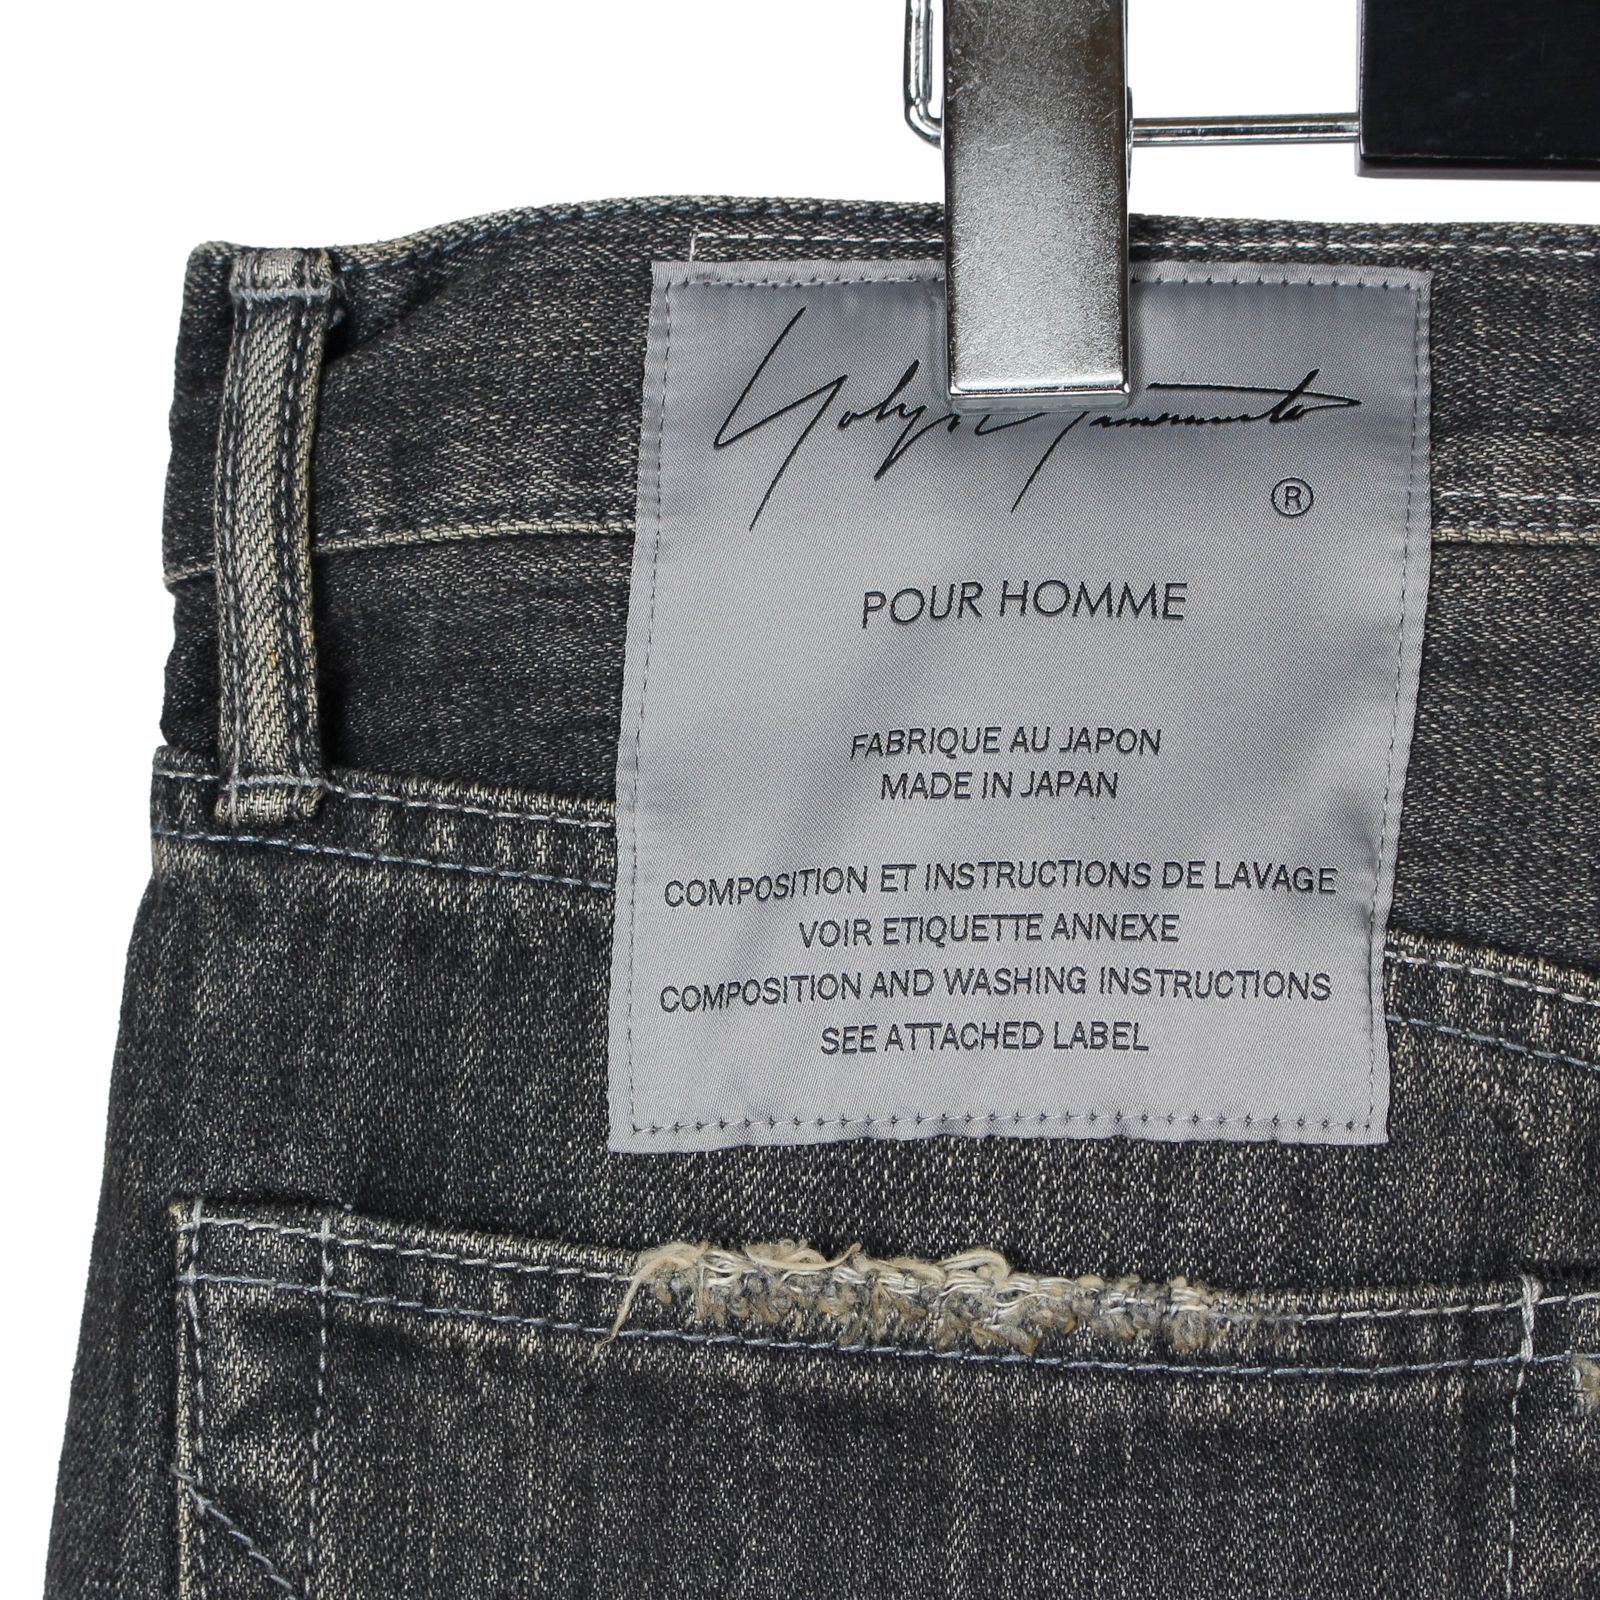 Yohji Yamamoto
®
POUR HOMME
FABRIQUE AU JAPON
MADE IN JAPAN
COMPOSITION ET INSTRUCTIONS DE LAVAGE
VOIR ETIQUETTE ANNEXE
COMPOSITION AND WASHING INSTRUCTIONS
SEE ATTACHED LABEL